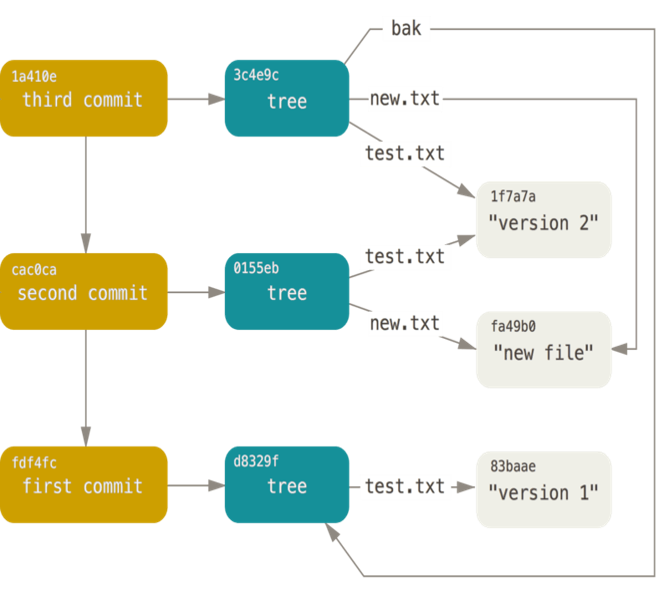 bak
1a410e
third commit
3c4e9c
tree
new.txt
test.txt
1f7a7a
"version 2"
cac0ca
second commit
0155eb
tree
test.txt
new.txt
fa49b0
"new file"
fdf4fc
first commit
d8329f
tree
test.txt
83baae
"version 1"